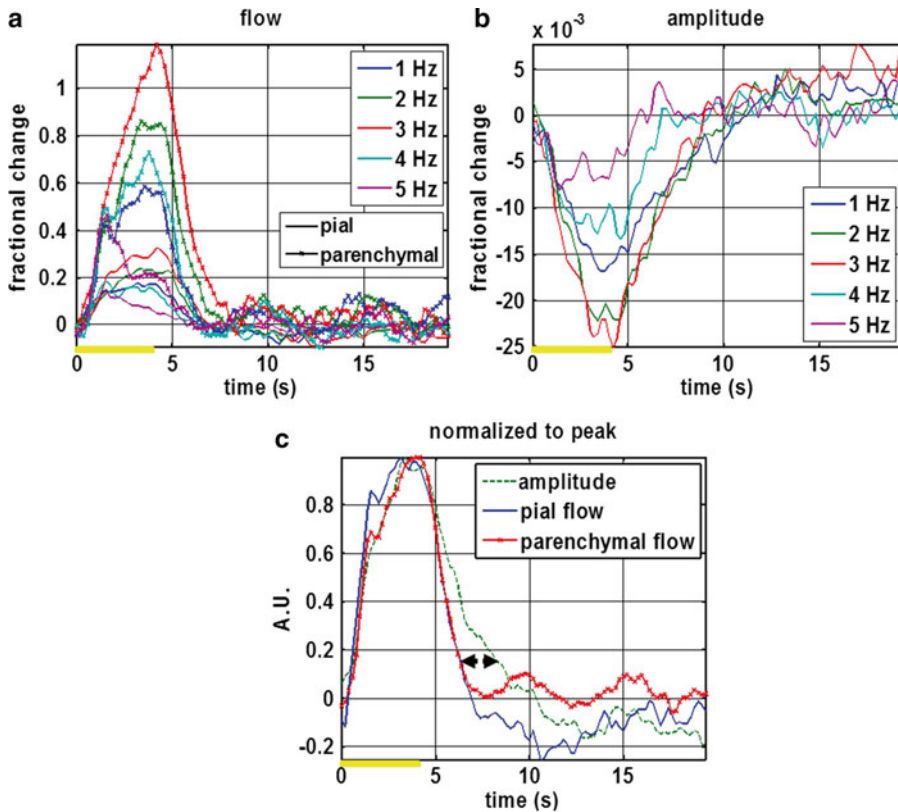 a
flow
1
0.8
0.6
0.4
0.2
0
fractional change
1 Hz
2 Hz
3 Hz
4 Hz
5 Hz
pial
parenchymal
0 5 10 15
time (s)
b
x 10⁻³ amplitude
5
0
-5
-10
-15
-20
-25
fractional change
1 Hz
2 Hz
3 Hz
4 Hz
5 Hz
0 5 10 15
time (s)
c
normalized to peak
0.8
0.6
0.4
0.2
0
-0.2
A.U.
amplitude
pial flow
parenchymal flow
0 5 10 15
time (s)